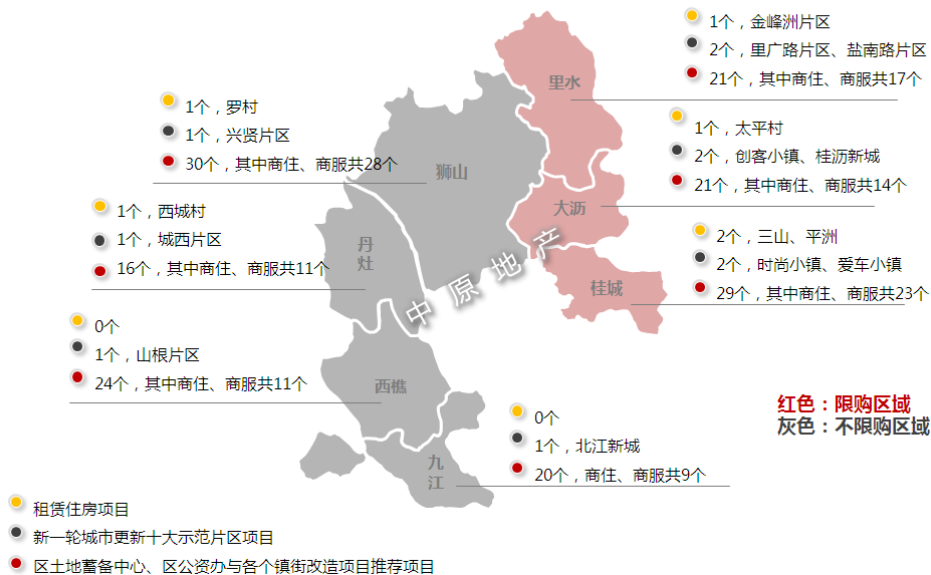 1个，金峰洲片区
2个，里广路片区、盐南路片区
21个，其中商住、商服共17个
里水
1个，罗村
1个，兴贤片区
30个，其中商住、商服共28个
狮山
1个，太平村
2个，创客小镇、桂沥新城
21个，其中商住、商服共14个
大沥
1个，西城村
1个，城西片区
16个，其中商住、商服共11个
丹
灶
2个，三山、平洲
2个，时尚小镇、爱车小镇
29个，其中商住、商服共23个
桂城
中原地产
0个
1个，山根片区
24个，其中商住、商服共11个
西樵
红色：限购区域
灰色：不限购区域
0个
1个，北江新城
20个，商住、商服共9个
九
江
租赁住房项目
新一轮城市更新十大示范片区项目
区土地蓄备中心、区公资办与各个镇街改造项目推荐项目